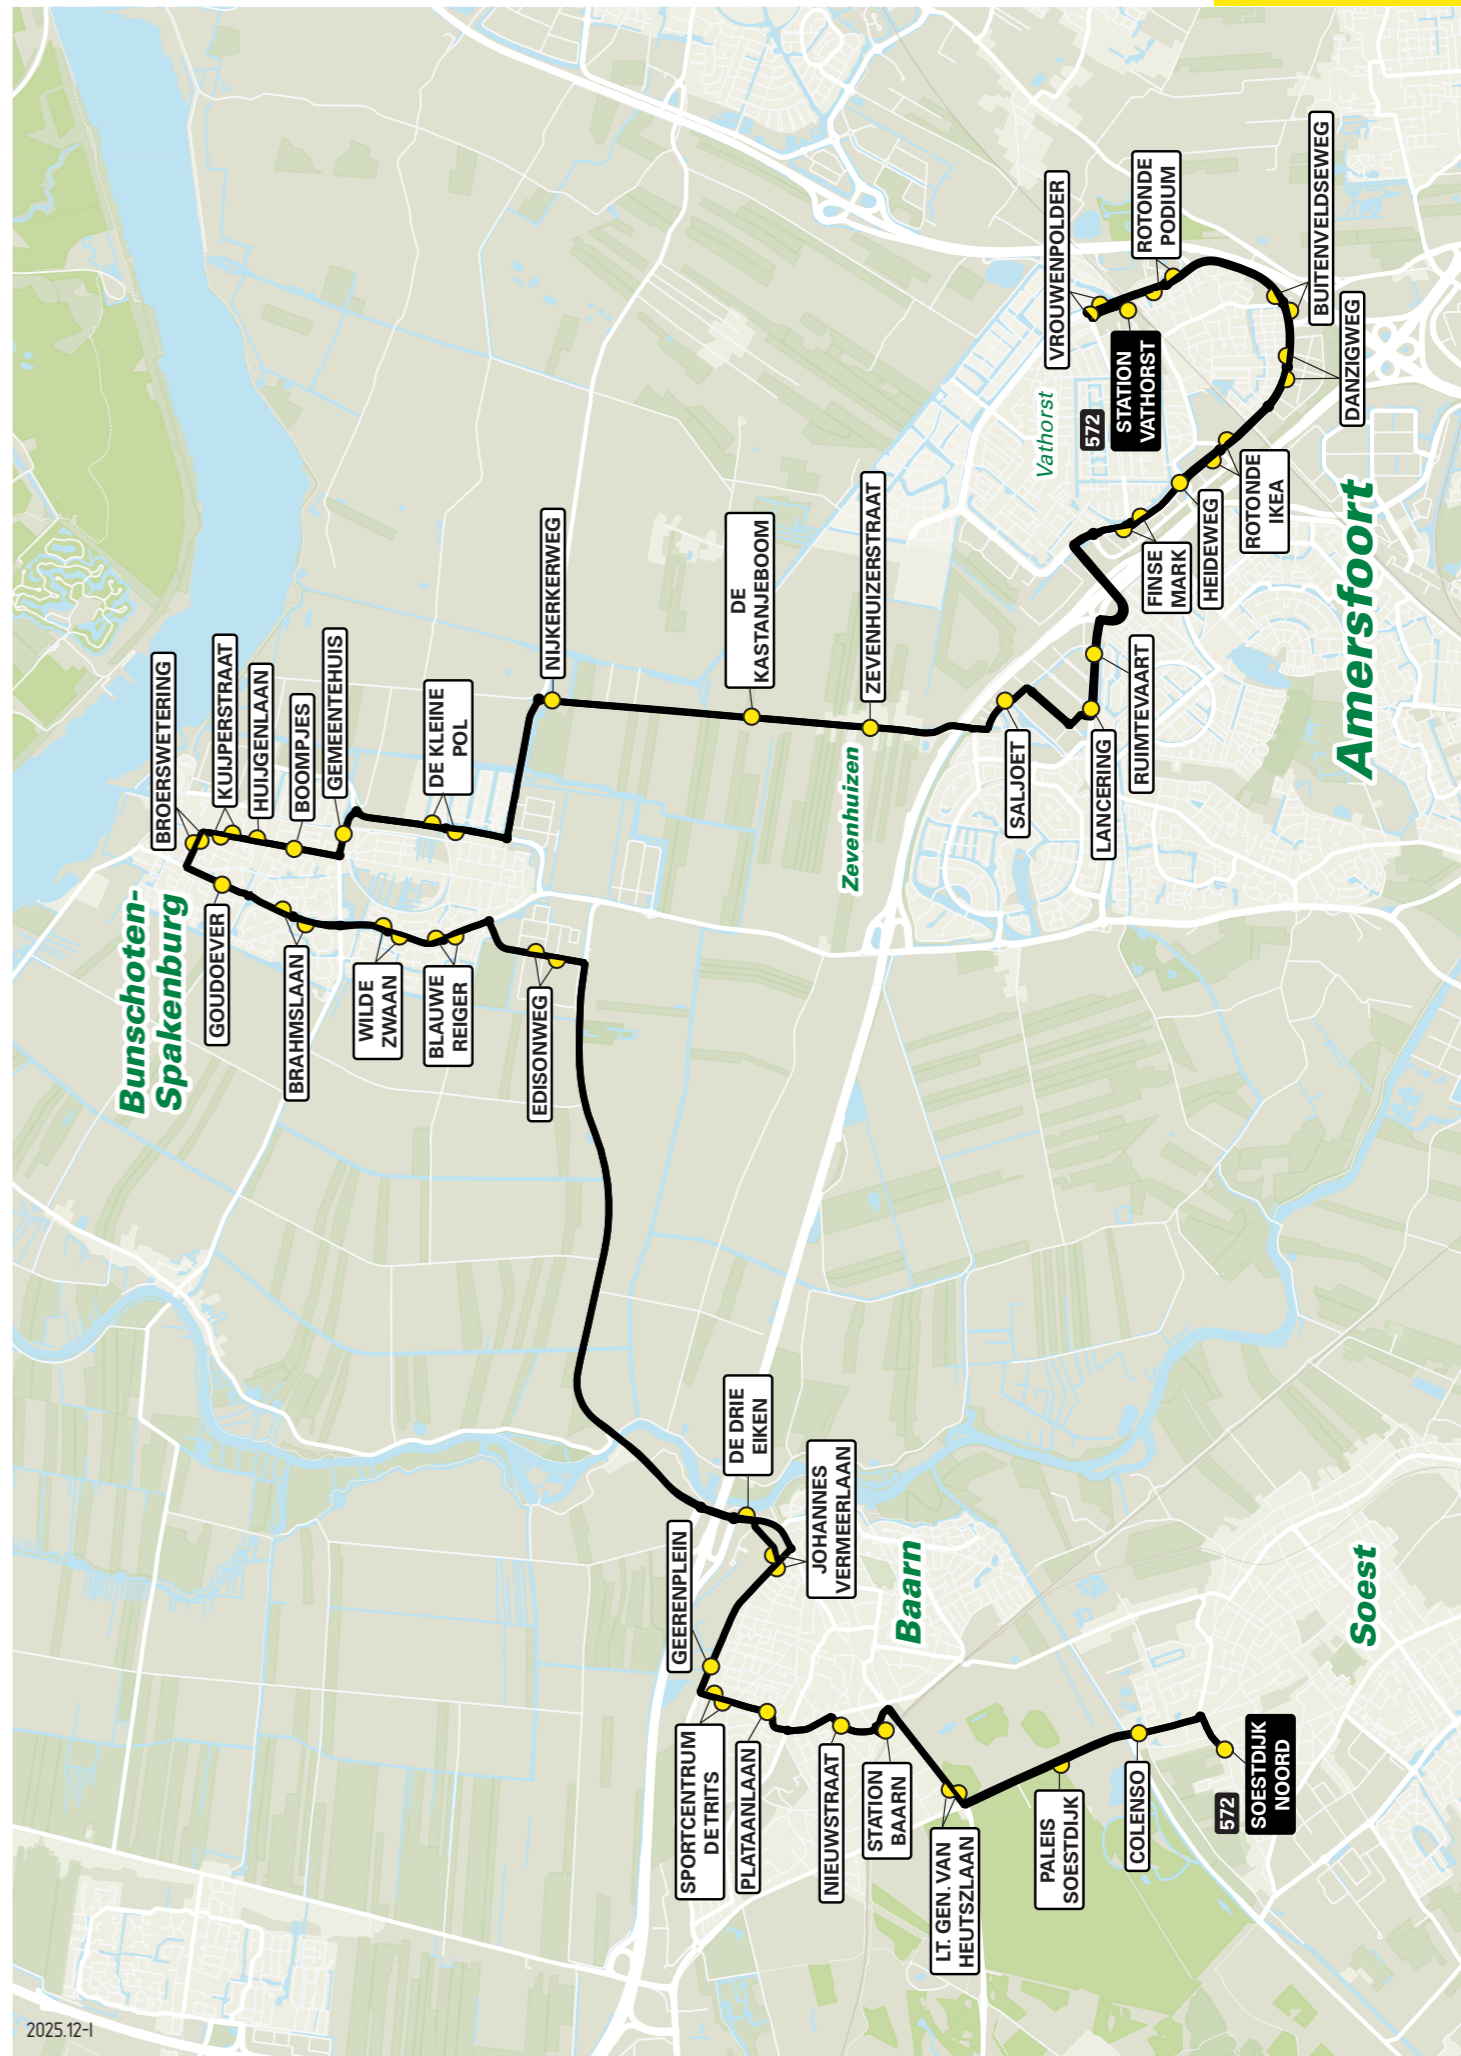 Bunschoten-
Spakenburg
BROERSWETERING
KUIJPERSTRAAT
HUIJGENLAAN
BOOMPJES
GEMEENTEHUIS
DE KLEINE
POL
NIJKERKERWEG
DE
KASTANJEBOOM
ZEVENHUIZERSTRAAT
Zevenhuizen
GOUDOEVER
BRAHMSLAAN
WILDE
ZWAAN
BLAUWE
REIGER
EDISONWEG
VROUWENPOLDER
ROTONDE
PODIUM
BUITENVELDSEWEG
DANZIGWEG
Vathorst
572
STATION
VATHORST
ROTONDE
IKEA
HEIDEWEG
FINSE
MARK
RUIMTEVAART
LANCERING
SALJOET
Amersfoort
DE DRIE
EIKEN
JOHANNES
VERMEERLAAN
GEERENPLEIN
Baarn
Soest
SPORTCENTRUM
DE TRITS
PLATAANLAAN
NIEUWSTRAAT
STATION
BAARN
LT. GEN. VAN
HEUTSZLAAN
PALEIS
SOESTDIJK
COLENSO
572
SOESTDIJK
NOORD
2025.12-I